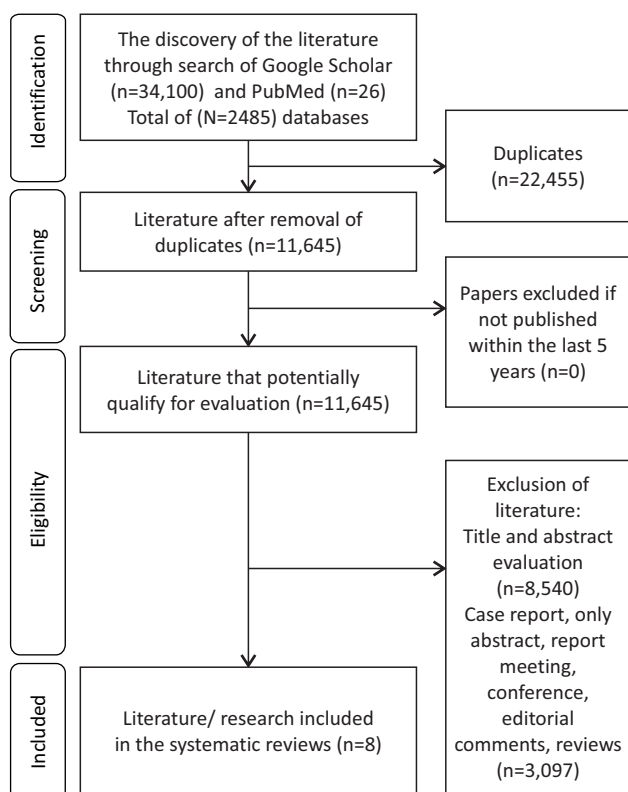 Identification
The discovery of the literature
through search of Google Scholar
(n=34,100) and PubMed (n=26)
Total of (N=2485) databases
Duplicates
(n=22,455)
Screening
Literature after removal of
duplicates (n=11,645)
Papers excluded if
not published
within the last 5
years (n=0)
Eligibility
Literature that potentially
qualify for evaluation (n=11,645)
Exclusion of
literature:
Title and abstract
evaluation
(n=8,540)
Case report, only
abstract, report
meeting,
conference,
editorial
comments, reviews
(n=3,097)
Included
Literature/ research included
in the systematic reviews (n=8)